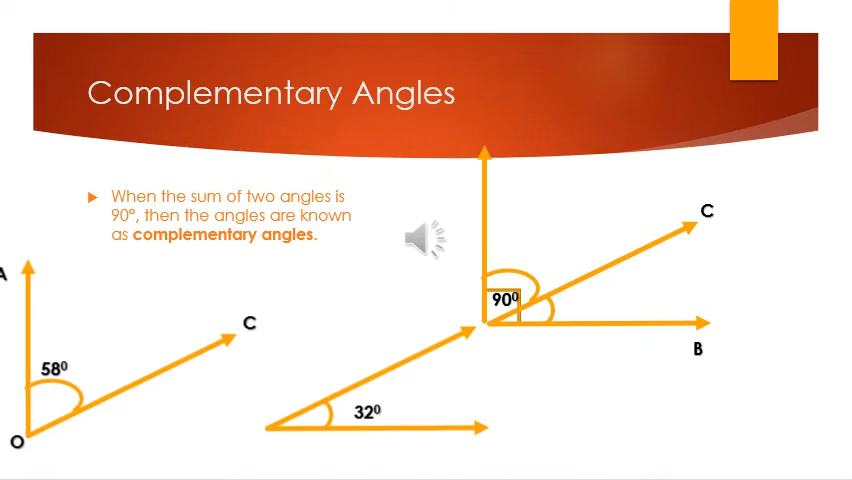 Complementary Angles
When the sum of two angles is
90°, then the angles are known
as complementary angles.
C
A
90⁰
C
B
58⁰
32⁰
O